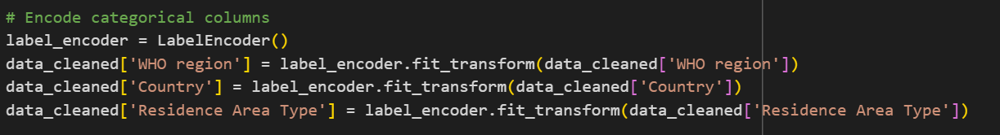 # Encode categorical columns
label_encoder = LabelEncoder()
data_cleaned['WHO region'] = label_encoder.fit_transform(data_cleaned['WHO region'])
data_cleaned['Country'] = label_encoder.fit_transform(data_cleaned['Country'])
data_cleaned['Residence Area Type'] = label_encoder.fit_transform(data_cleaned['Residence Area Type'])